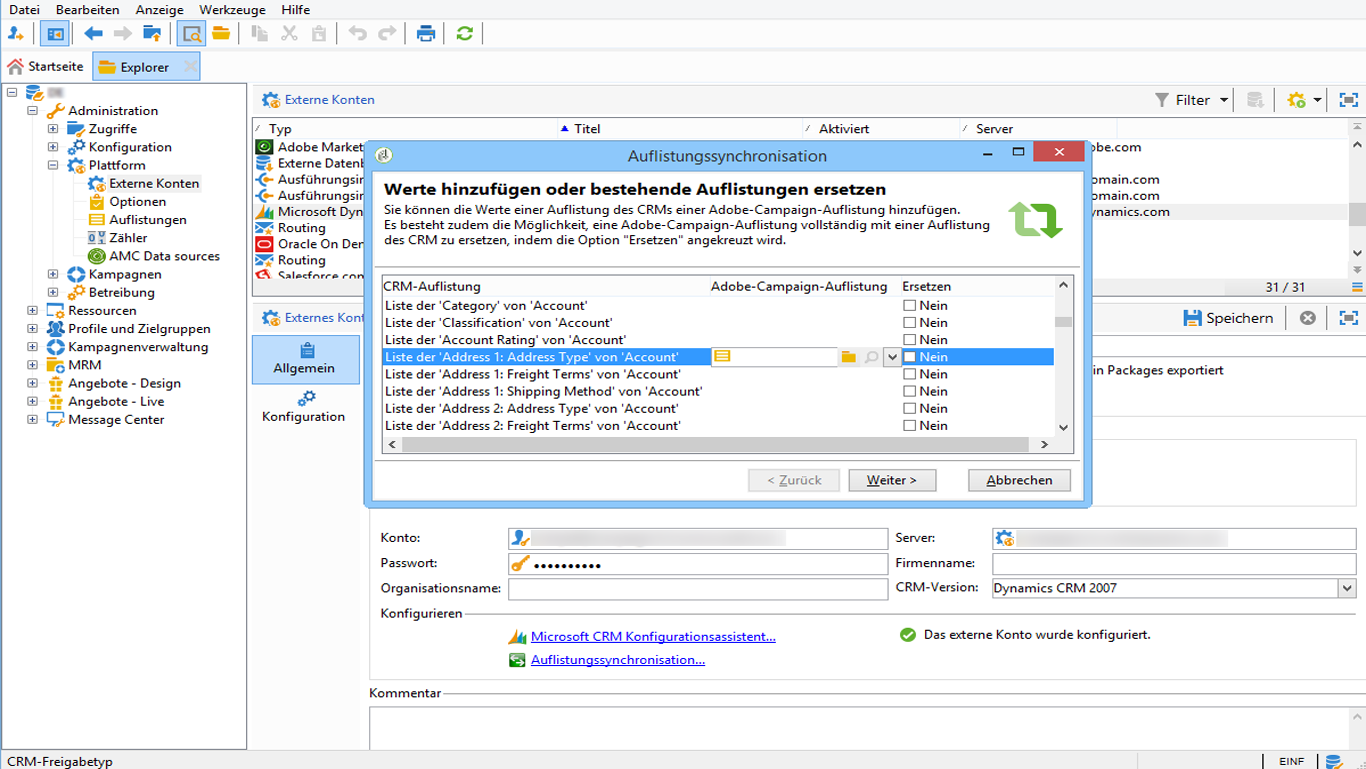 Datei Bearbeiten Anzeige Werkzeuge Hilfe
Startseite Explorer
Administration
Zugriffe
Konfiguration
Plattform
Externe Konten
Optionen
Auflistungen
Zähler
AMC Data sources
Kampagnen
Betreibung
Ressourcen
Profile und Zielgruppen
Kampagnenverwaltung
MRM
Angebote - Design
Angebote - Live
Message Center
Externe Konten Filter
Typ Titel Aktiviert Server
Adobe Market obe.com
Externe Datenb
Ausführungsin omain.com
Ausführungsin omain.com
Microsoft Dyn ynamics.com
Routing
Oracle On Den
Routing
Salesforce.com
31 / 31
Externes Kont Speichern
Allgemein
Konfiguration
in Packages exportiert
Auflistungssynchronisation
Werte hinzufügen oder bestehende Auflistungen ersetzen
Sie können die Werte einer Auflistung des CRMs einer Adobe-Campaign-Auflistung hinzufügen.
Es besteht zudem die Möglichkeit, eine Adobe-Campaign-Auflistung vollständig mit einer Auflistung
des CRM zu ersetzen, indem die Option "Ersetzen" angekreuzt wird.
CRM-Auflistung Adobe-Campaign-Auflistung Ersetzen
Liste der 'Category' von 'Account' Nein
Liste der 'Classification' von 'Account' Nein
Liste der 'Account Rating' von 'Account' Nein
Liste der 'Address 1: Address Type' von 'Account' Nein
Liste der 'Address 1: Freight Terms' von 'Account' Nein
Liste der 'Address 1: Shipping Method' von 'Account' Nein
Liste der 'Address 2: Address Type' von 'Account' Nein
Liste der 'Address 2: Freight Terms' von 'Account' Nein
< Zurück Weiter > Abbrechen
Konto: Server:
Passwort: •••••••••• Firmenname:
Organisationsname: CRM-Version: Dynamics CRM 2007
Konfigurieren
Microsoft CRM Konfigurationsassistent... Das externe Konto wurde konfiguriert.
Auflistungssynchronisation...
Kommentar
CRM-Freigabetyp EINF